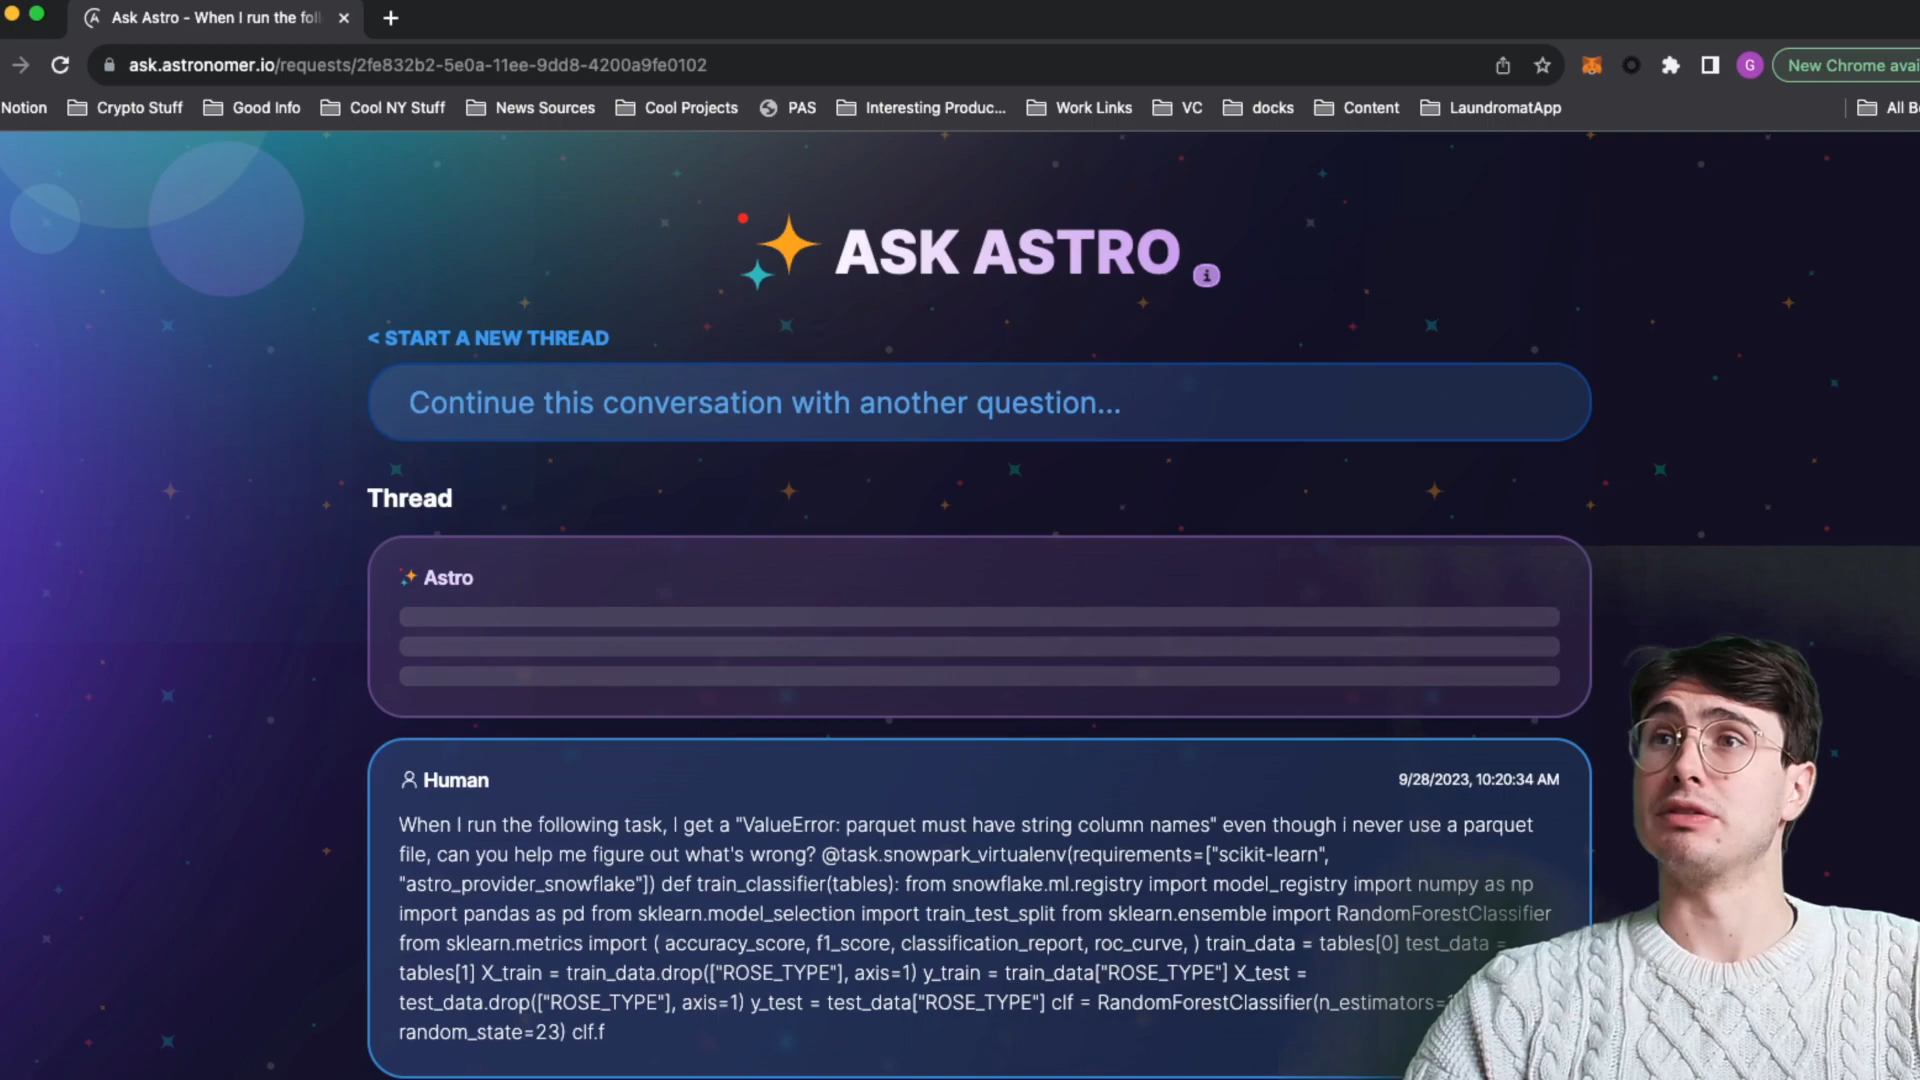 Ask Astro - When I run the fol
ask.astronomer.io/requests/2fe832b2-5e0a-11ee-9dd8-4200a9fe0102
G
New Chrome avai
Notion
Crypto Stuff
Good Info
Cool NY Stuff
News Sources
Cool Projects
PAS
Interesting Produc...
Work Links
VC
docks
Content
LaundromatApp
All B
ASK ASTRO
i
< START A NEW THREAD
Continue this conversation with another question...
Thread
Astro
Human
9/28/2023, 10:20:34 AM
When I run the following task, I get a "ValueError: parquet must have string column names" even though i never use a parquet
file, can you help me figure out what's wrong? @task.snowpark_virtualenv(requirements=["scikit-learn",
"astro_provider_snowflake"]) def train_classifier(tables): from snowflake.ml.registry import model_registry import numpy as np
import pandas as pd from sklearn.model_selection import train_test_split from sklearn.ensemble import RandomForestClassifier
from sklearn.metrics import ( accuracy_score, f1_score, classification_report, roc_curve, ) train_data = tables[0] test_data =
tables[1] X_train = train_data.drop(["ROSE_TYPE"], axis=1) y_train = train_data["ROSE_TYPE"] X_test =
test_data.drop(["ROSE_TYPE"], axis=1) y_test = test_data["ROSE_TYPE"] clf = RandomForestClassifier(n_estimators=
random_state=23) clf.f